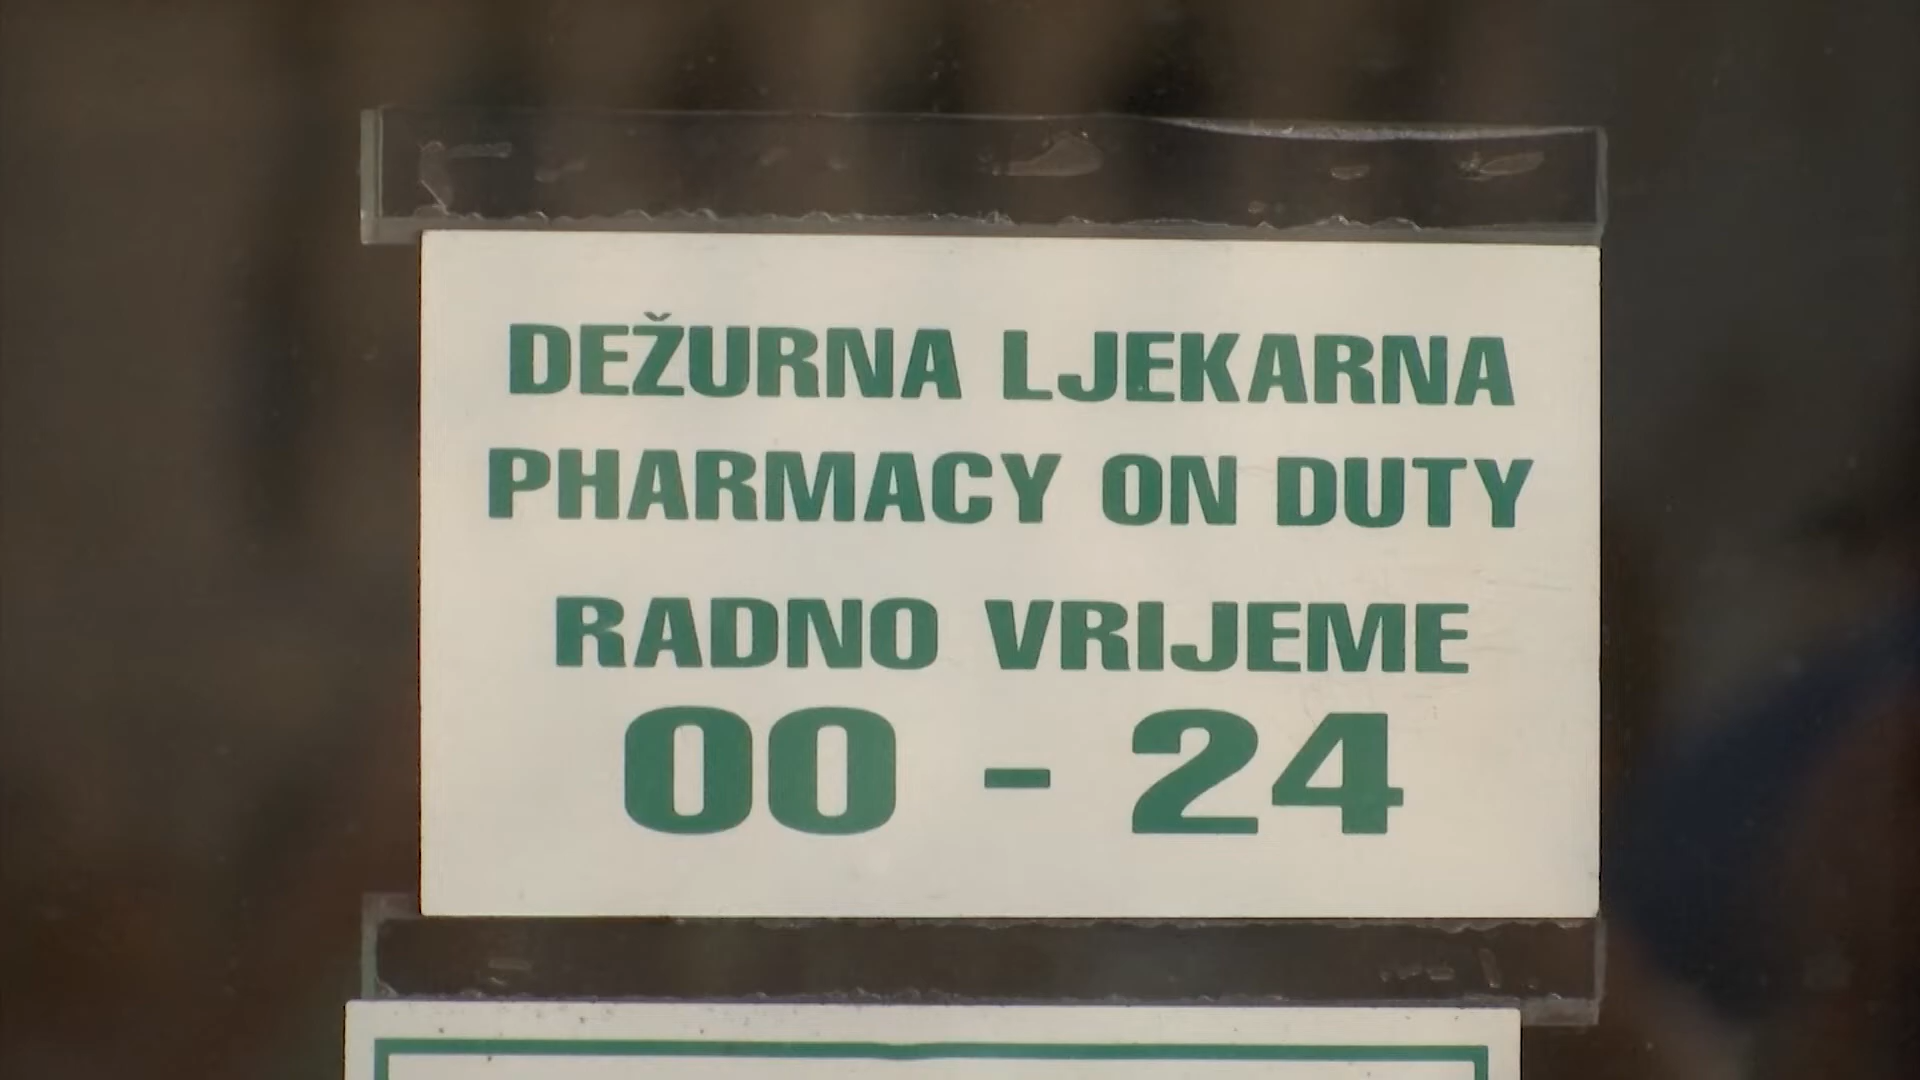 DEŽURNA LJEKARNA
PHARMACY ON DUTY
RADNO VRIJEME
00 - 24